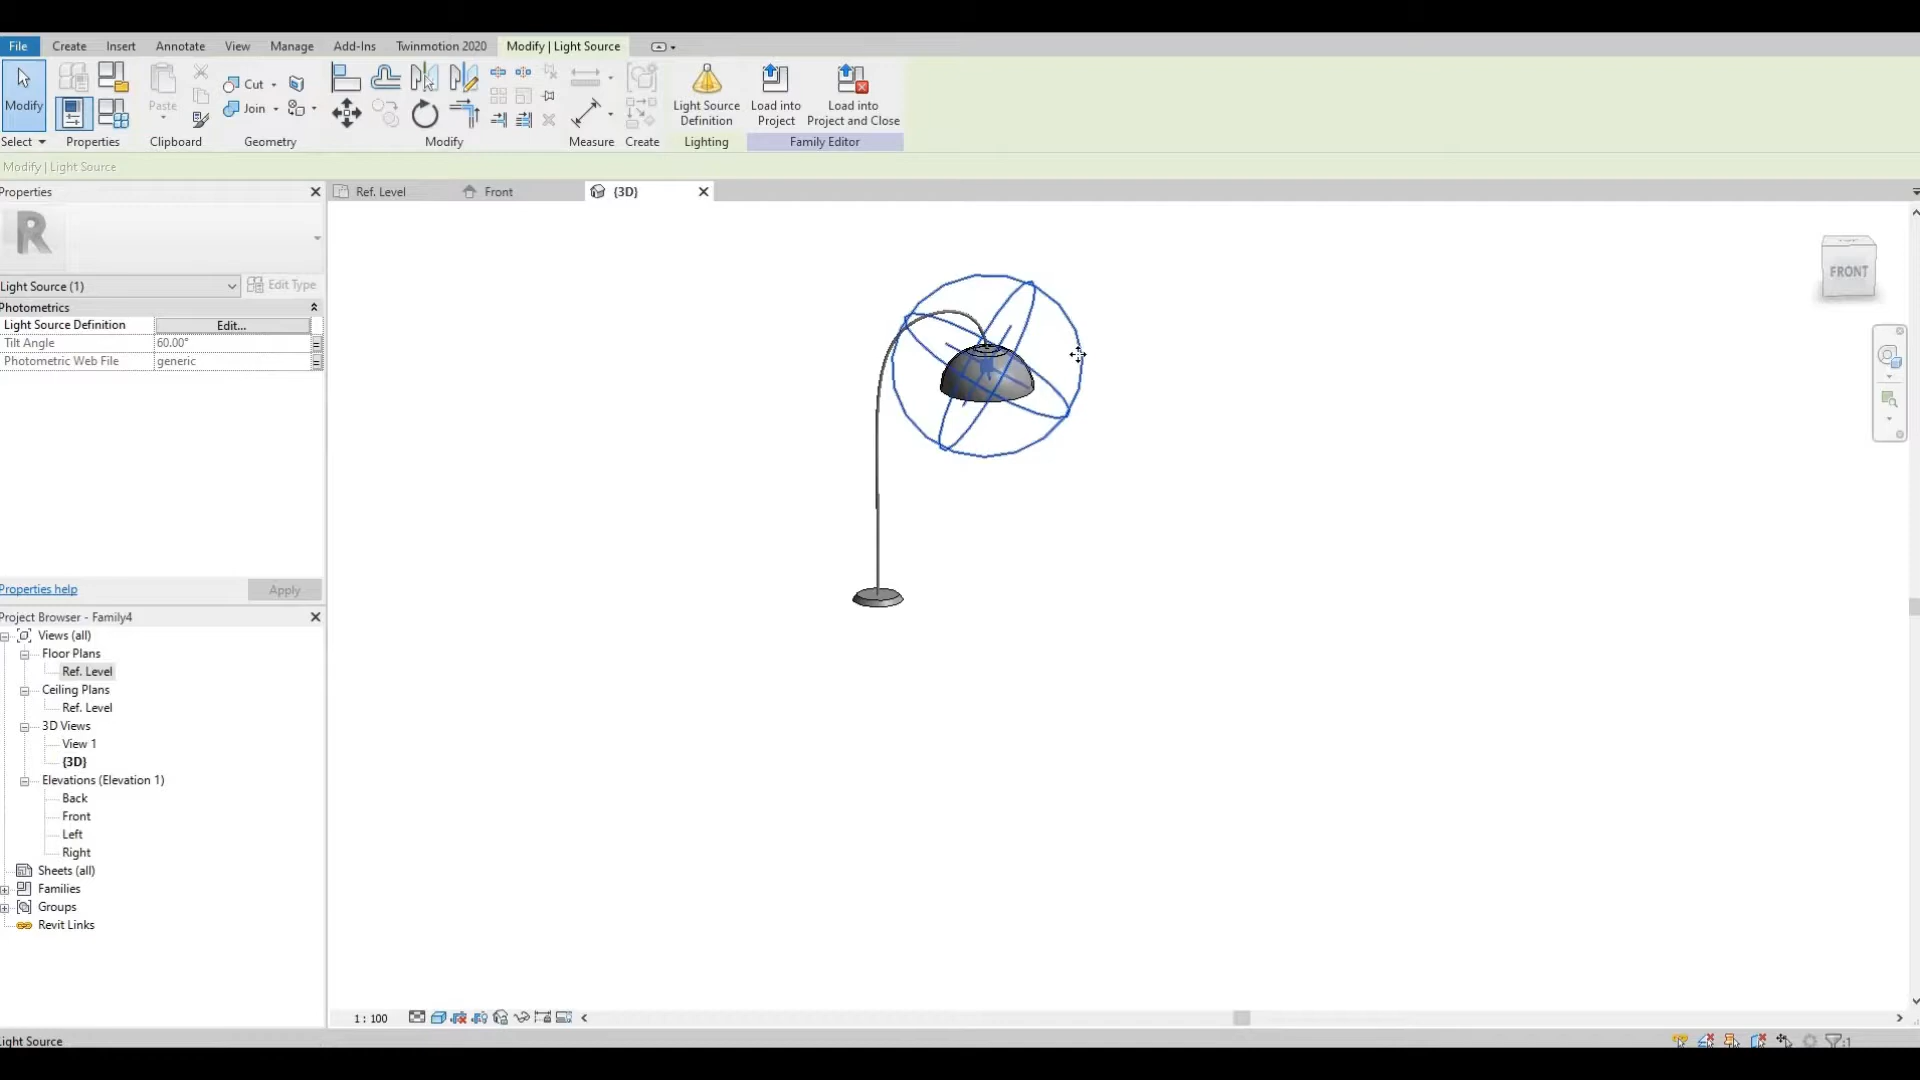 File Create Insert Annotate View Manage Add-Ins Twinmotion 2020 Modify | Light Source
Modify Paste Cut Join Light Source Definition Load into Project Load into Project and Close
Select Properties Clipboard Geometry Modify Measure Create Lighting Family Editor
Modify | Light Source
Properties
Ref. Level Front {3D}
R
FRONT
Light Source (1) Edit Type
Photometrics
Light Source Definition Edit...
Tilt Angle 60.00°
Photometric Web File generic
Properties help Apply
Project Browser - Family4
Views (all)
Floor Plans
Ref. Level
Ceiling Plans
Ref. Level
3D Views
View 1
{3D}
Elevations (Elevation 1)
Back
Front
Left
Right
Sheets (all)
Families
Groups
Revit Links
1 : 100
ight Source
:1